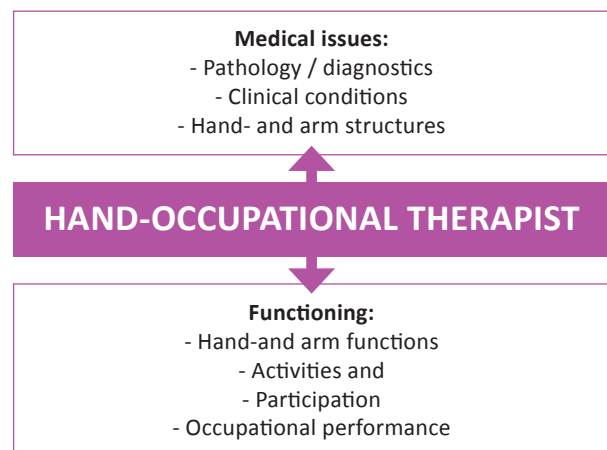 Medical issues:
- Pathology / diagnostics
- Clinical conditions
- Hand- and arm structures
HAND-OCCUPATIONAL THERAPIST
Functioning:
- Hand-and arm functions
- Activities and
- Participation
- Occupational performance